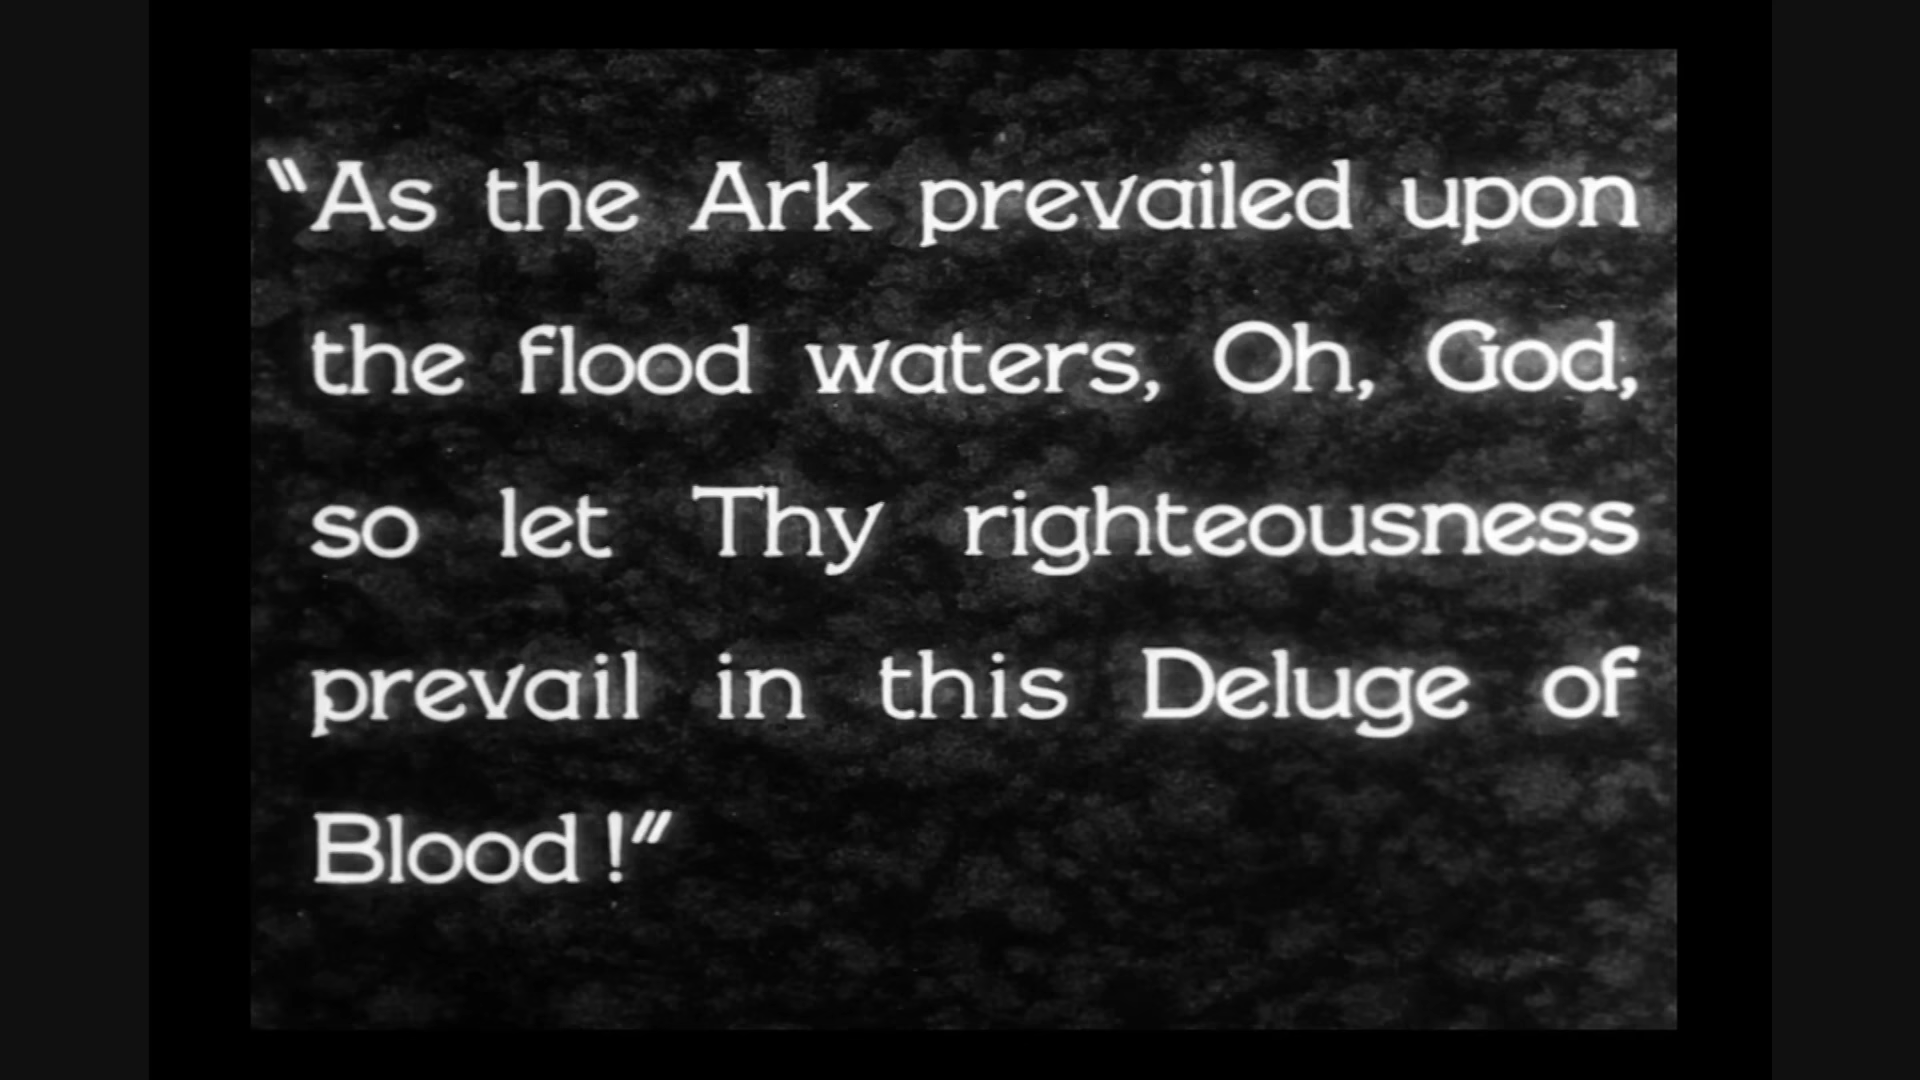 “As the Ark prevailed upon
the flood waters, Oh, God,
so let Thy righteousness
prevail in this Deluge of
Blood !”